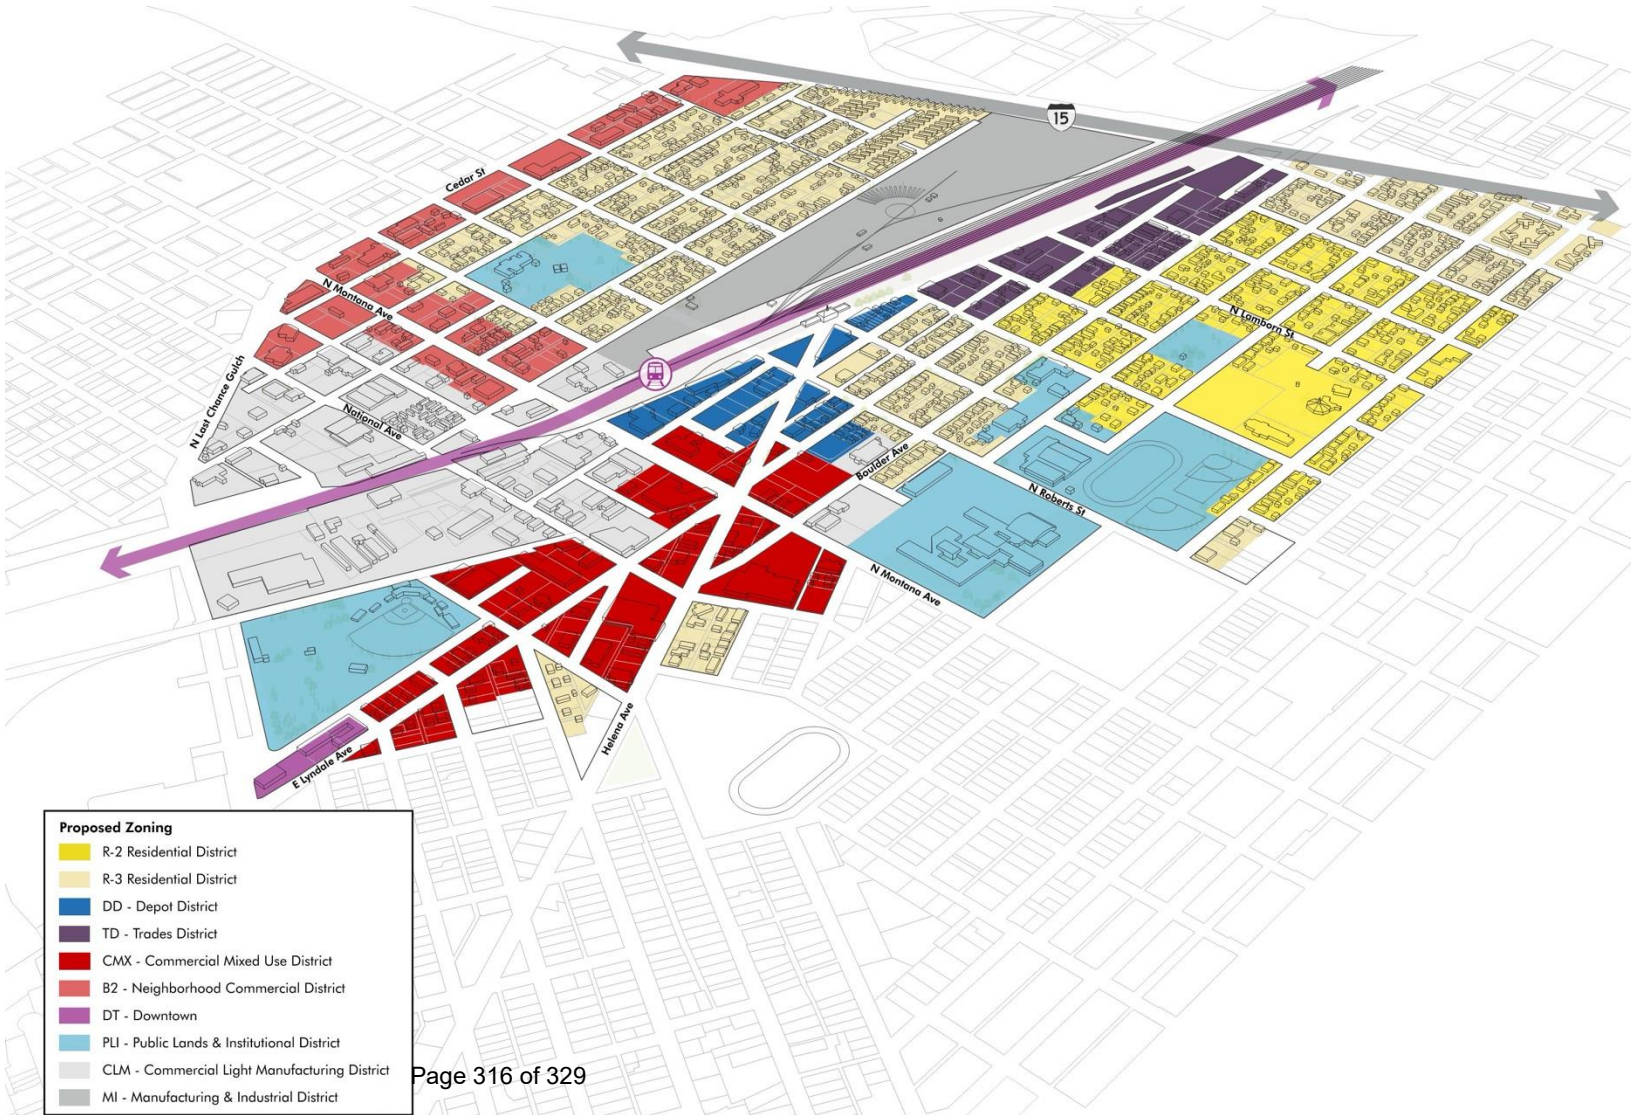 15
Cedar St
N Montana Ave
N Lamborn St
N Last Chance Gulch
National Ave
Boulder Ave
N Roberts St
N Montana Ave
Helena Ave
E Lyndale Ave
Proposed Zoning
R-2 Residential District
R-3 Residential District
DD - Depot District
TD - Trades District
CMX - Commercial Mixed Use District
B2 - Neighborhood Commercial District
DT - Downtown
PLI - Public Lands & Institutional District
CLM - Commercial Light Manufacturing District
MI - Manufacturing & Industrial District
Page 316 of 329